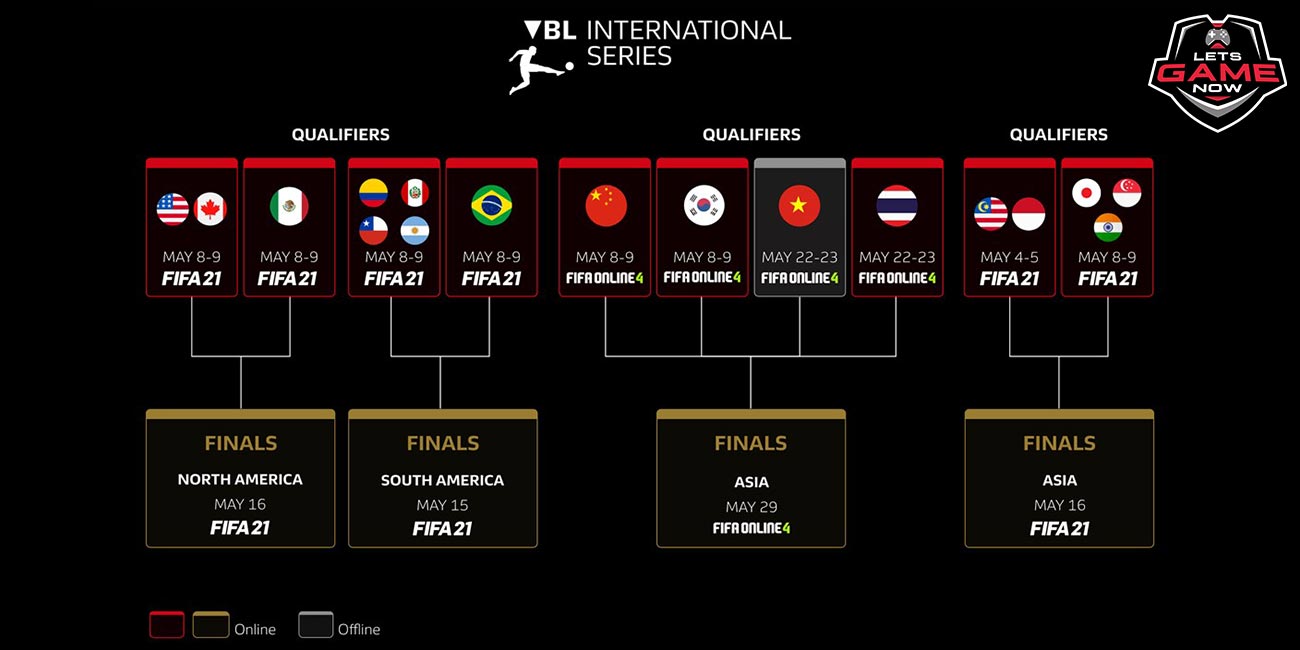 VBL INTERNATIONAL
SERIES
LETS
GAME
NOW
QUALIFIERS
QUALIFIERS
QUALIFIERS
MAY 8-9
FIFA 21
MAY 8-9
FIFA 21
MAY 8-9
FIFA 21
MAY 8-9
FIFA 21
MAY 8-9
FIFA ONLINE 4
MAY 8-9
FIFA ONLINE 4
MAY 22-23
FIFA ONLINE 4
MAY 22-23
FIFA ONLINE 4
MAY 4-5
FIFA 21
MAY 8-9
FIFA 21
FINALS
NORTH AMERICA
MAY 16
FIFA 21
FINALS
SOUTH AMERICA
MAY 15
FIFA 21
FINALS
ASIA
MAY 29
FIFA ONLINE 4
FINALS
ASIA
MAY 16
FIFA 21
Online
Offline